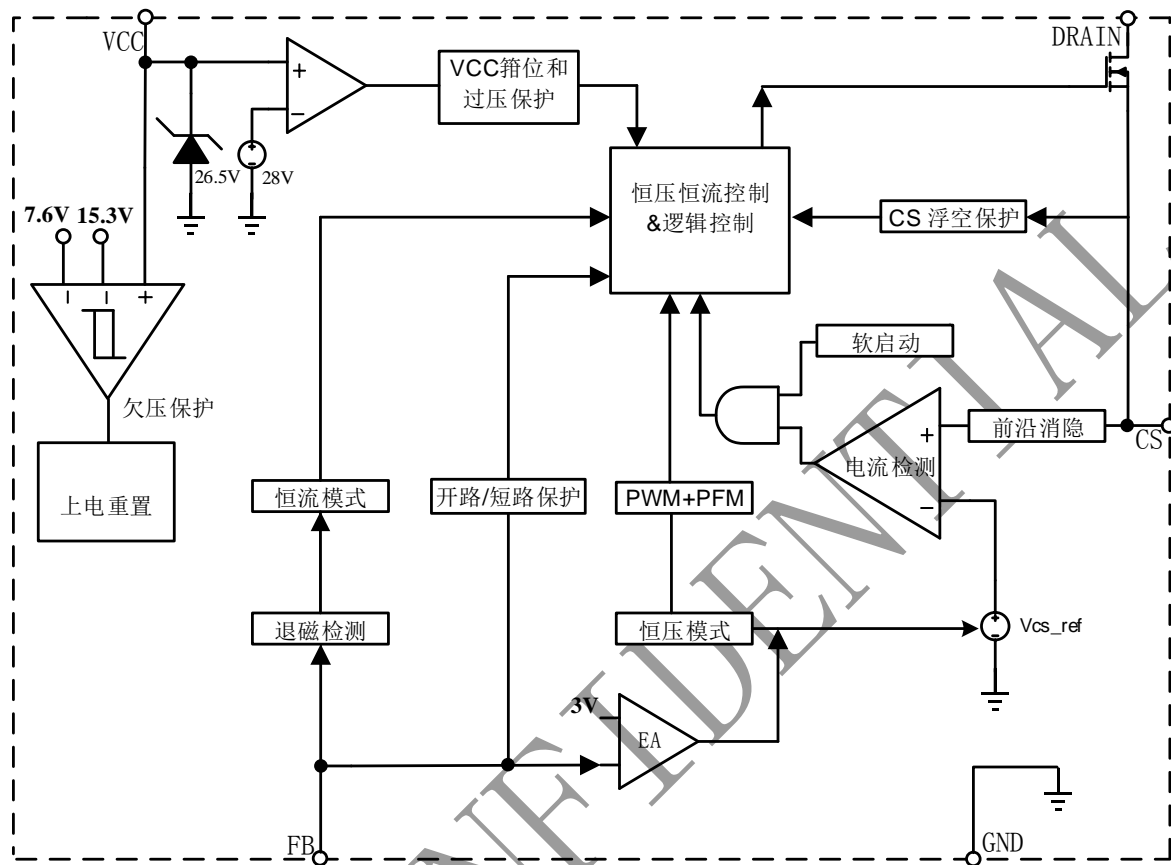 VCC
DRAIN
VCC箝位和
过压保护
26.5V
28V
7.6V
15.3V
恒压恒流控制
&逻辑控制
CS 浮空保护
软启动
欠压保护
前沿消隐
CS
电流检测
上电重置
恒流模式
开路/短路保护
PWM+PFM
退磁检测
恒压模式
Vcs_ref
3V
EA
FB
GND
NFIDENTIAL